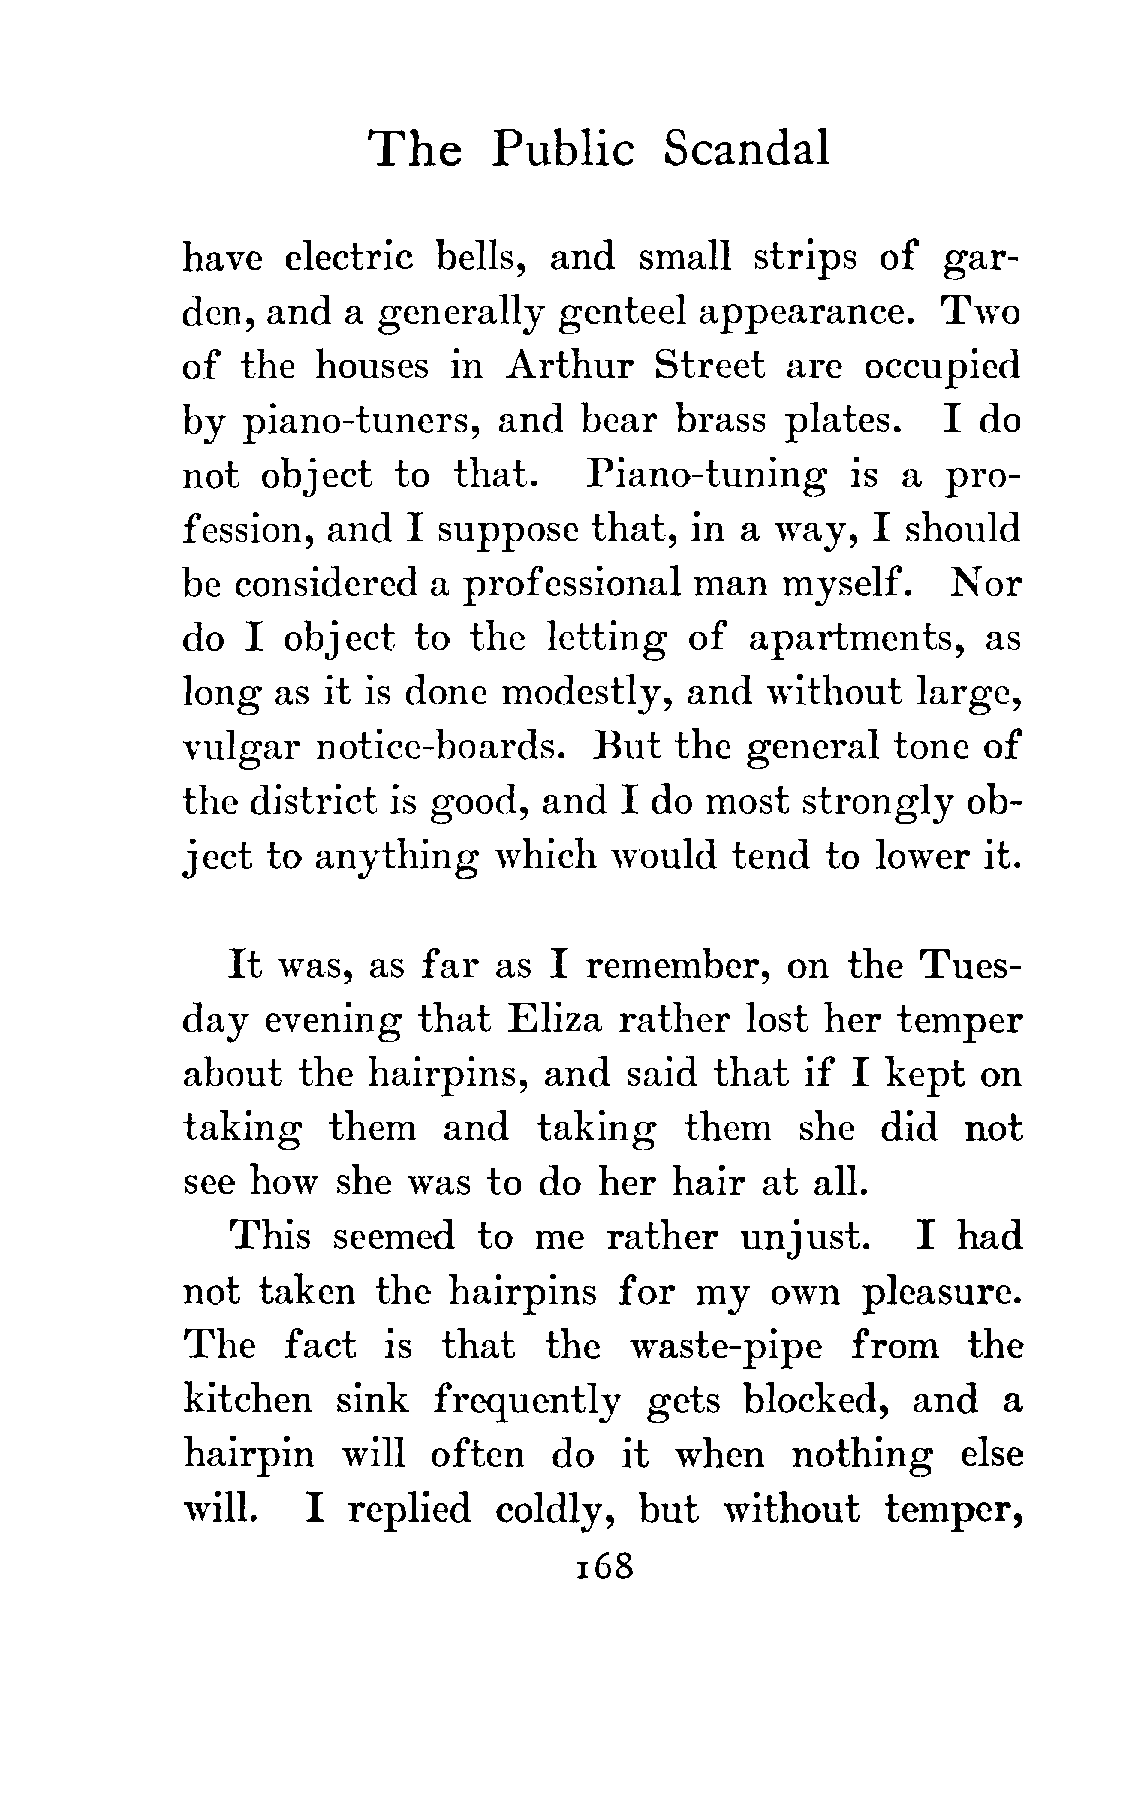 The Public Scandal
have electric bells, and small strips of gar-
den, and a generally genteel appearance. Two
of the houses in Arthur Street are occupied
by piano-tuners, and bear brass plates. I do
not object to that. Piano-tuning is a pro-
fession, and I suppose that, in a way, I should
be considered a professional man myself. Nor
do I object to the letting of apartments, as
long as it is done modestly, and without large,
vulgar notice-boards. But the general tone of
the district is good, and I do most strongly ob-
ject to anything which would tend to lower it.
It was, as far as I remember, on the Tues-
day evening that Eliza rather lost her temper
about the hairpins, and said that if I kept on
taking them and taking them she did not
see how she was to do her hair at all.
This seemed to me rather unjust. I had
not taken the hairpins for my own pleasure.
The fact is that the waste-pipe from the
kitchen sink frequently gets blocked, and a
hairpin will often do it when nothing else
will. I replied coldly, but without temper,
168